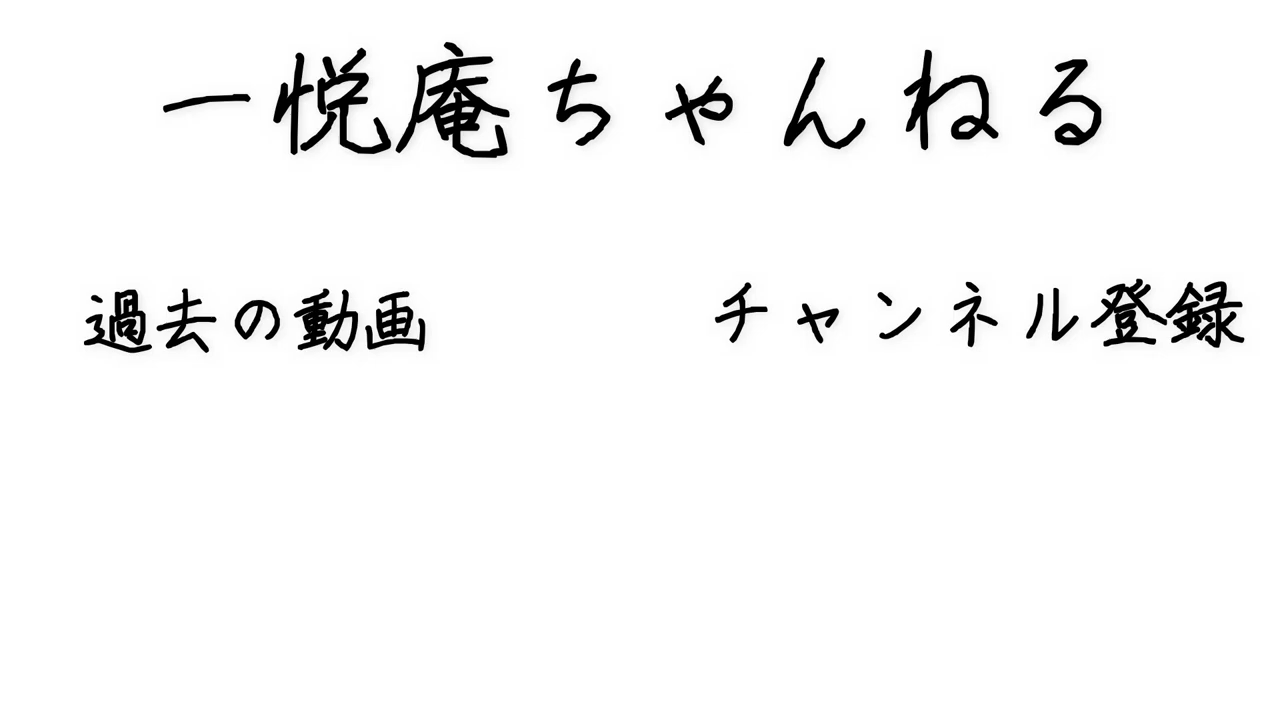 一悦庵ちゃんねる
過去の動画
チャンネル登録